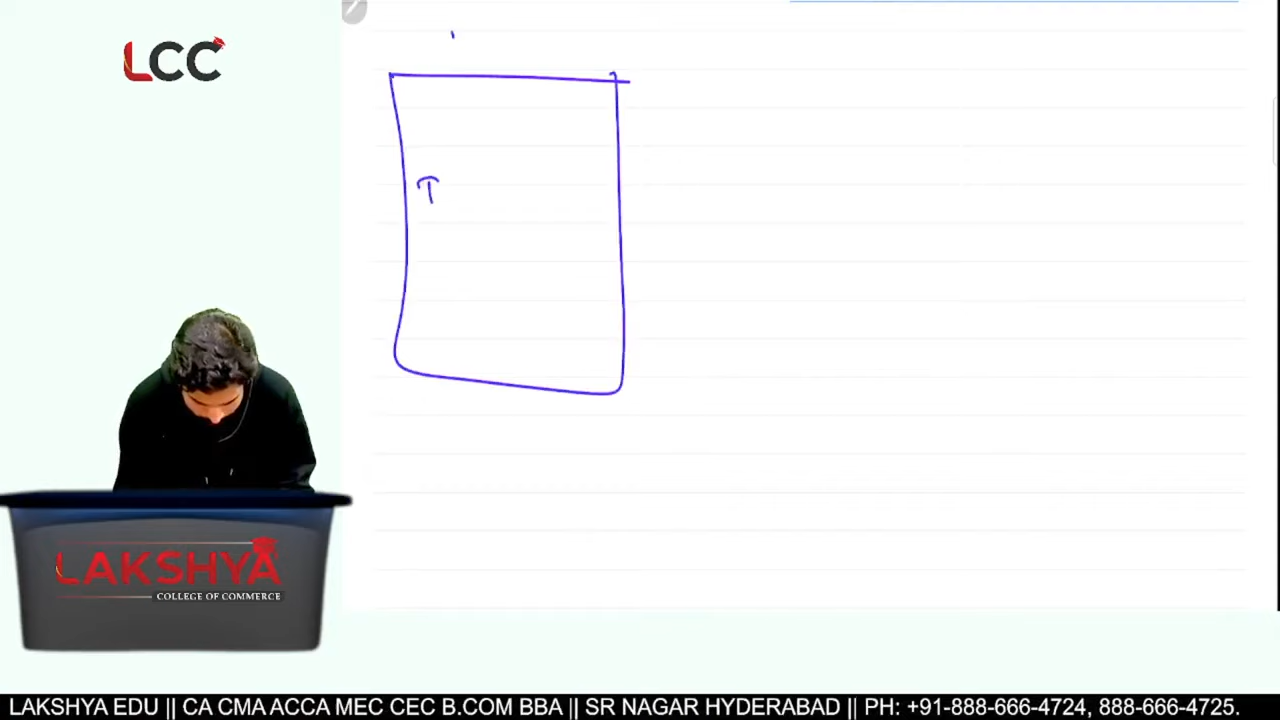 LCC
T
LAKSHYA
COLLEGE OF COMMERCE
LAKSHYA EDU || CA CMA ACCA MEC CEC B.COM BBA || SR NAGAR HYDERABAD || PH: +91-888-666-4724, 888-666-4725.